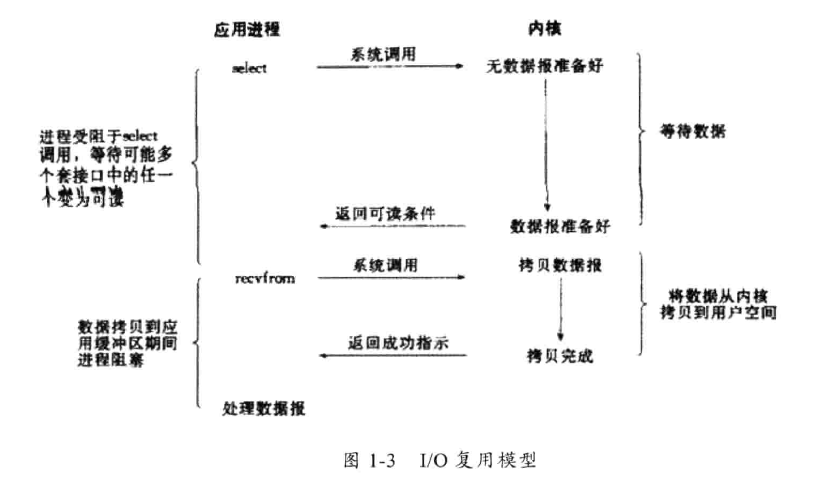 应用进程
内核
select
系统调用
无数据报准备好
进程受阻于select
调用，等待可能多
个套接口中的任一
个变为可读
等待数据
返回可读条件
数据报准备好
recvfrom
系统调用
拷贝数据报
将数据从内核
拷贝到用户空间
数据拷贝到应
用缓冲区期间
进程阻塞
返回成功指示
拷贝完成
处理数据报
图 1-3 I/O 复用模型